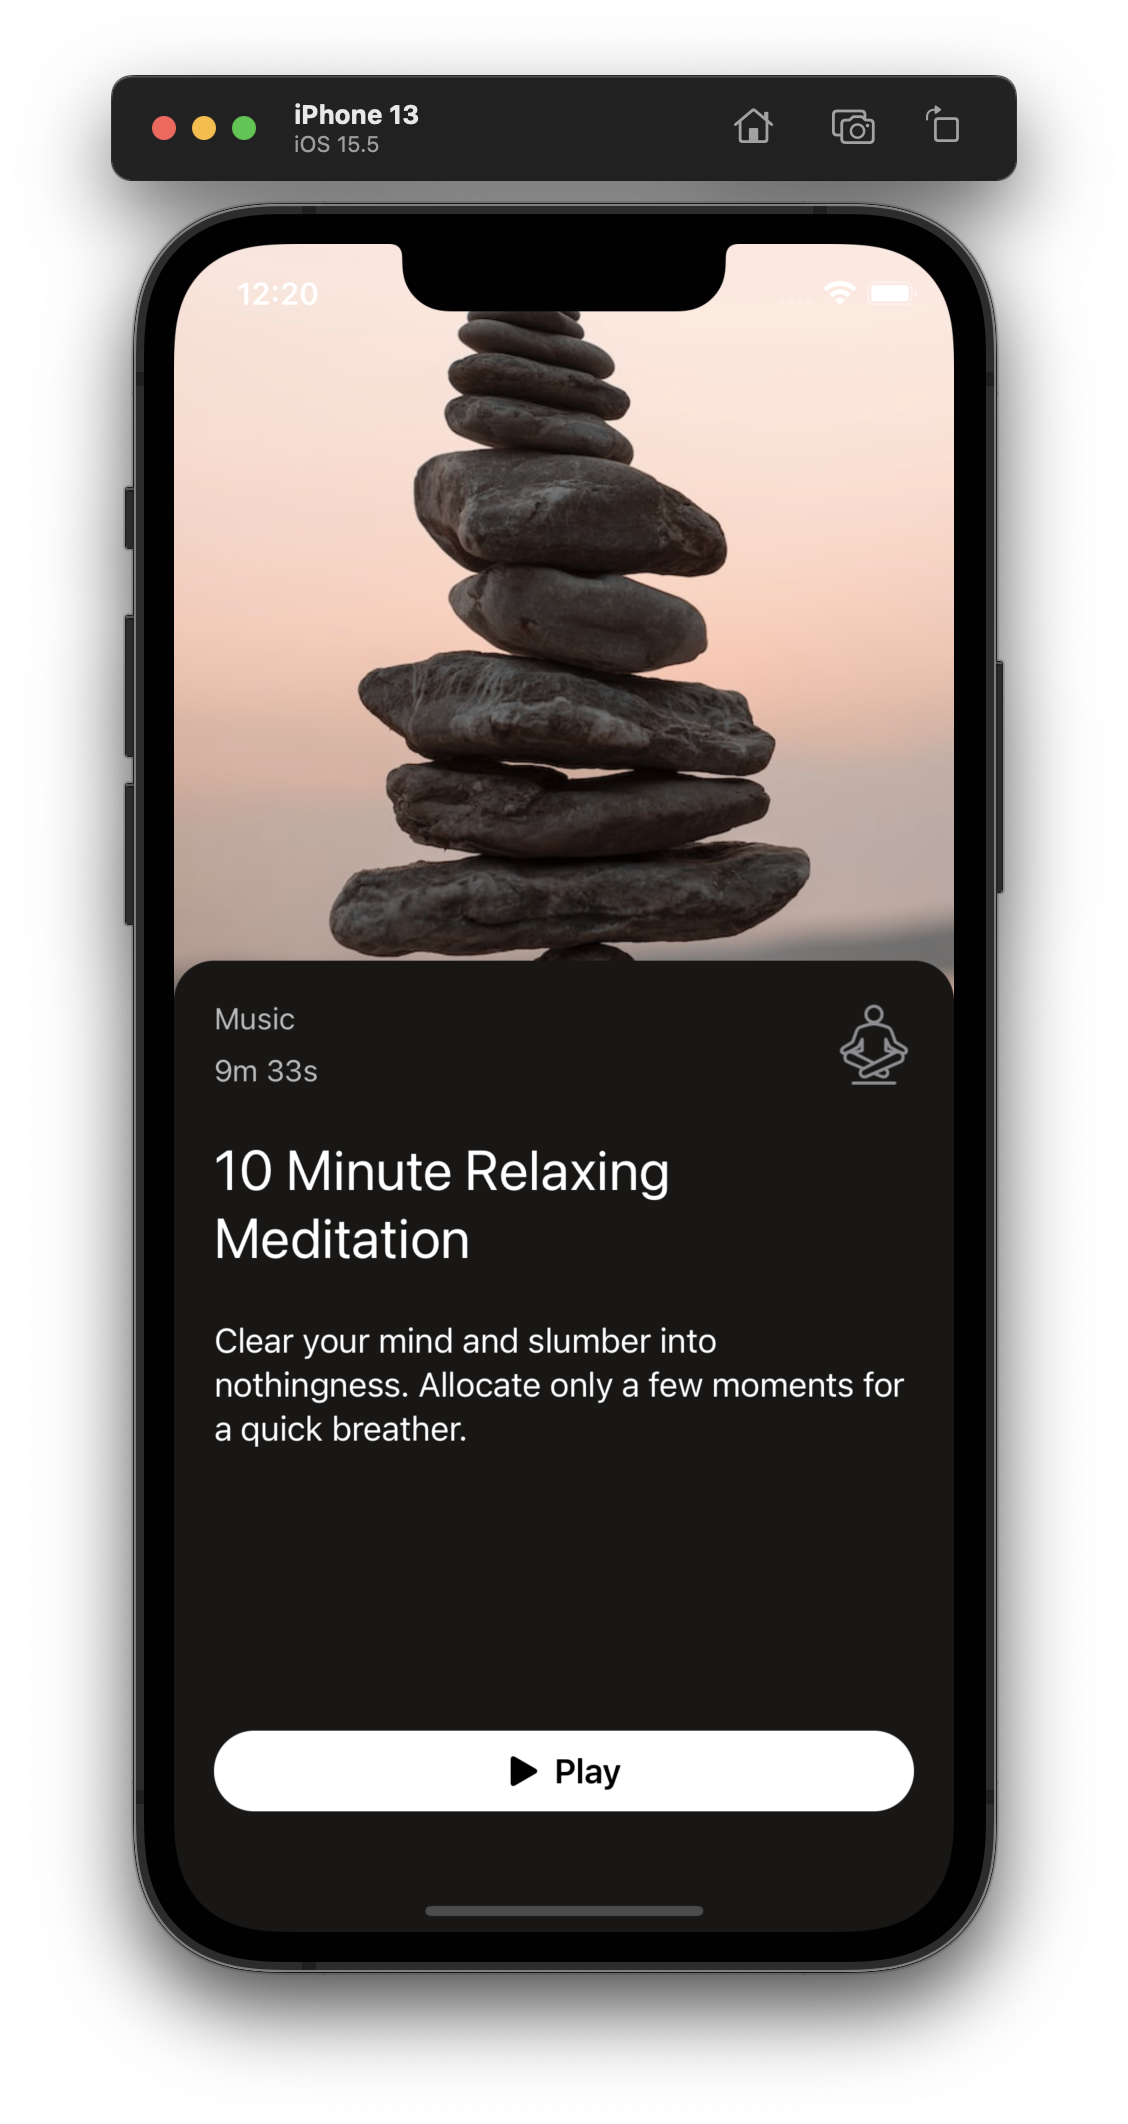 iPhone 13
iOS 15.5
12:20
Music
9m 33s
10 Minute Relaxing
Meditation
Clear your mind and slumber into
nothingness. Allocate only a few moments for
a quick breather.
Play